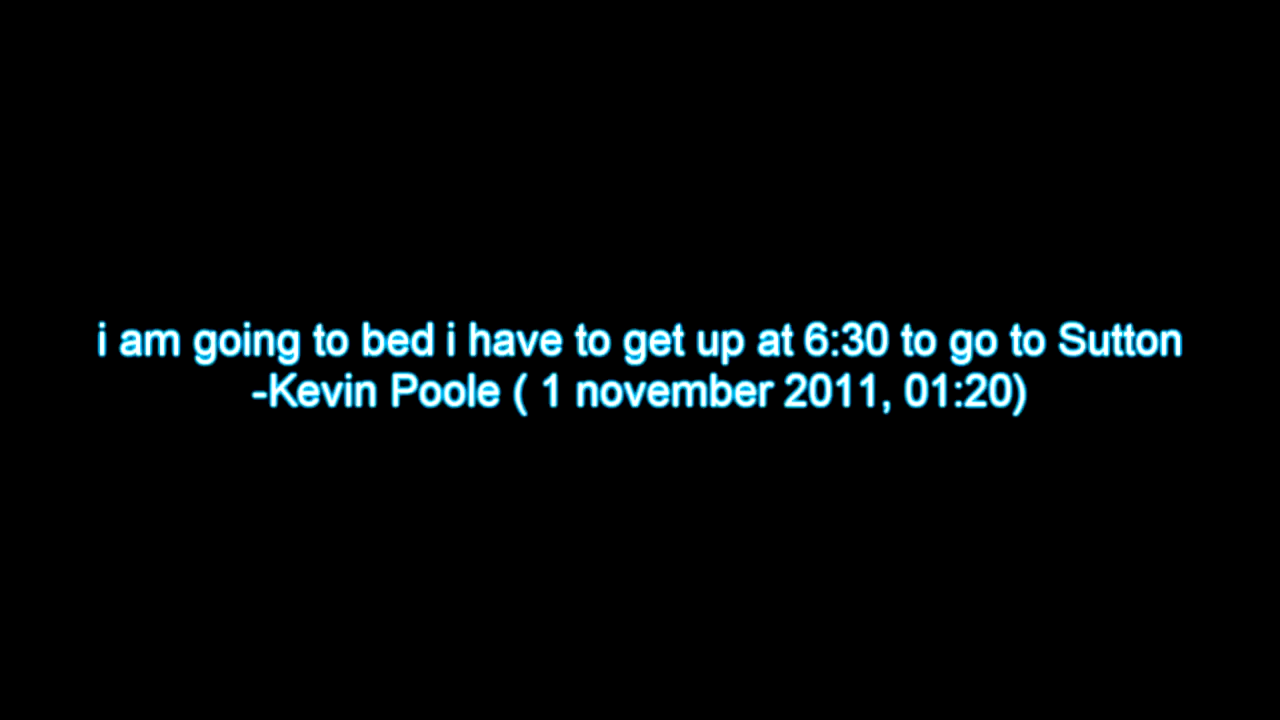 i am going to bed i have to get up at 6:30 to go to Sutton
-Kevin Poole ( 1 november 2011, 01:20)